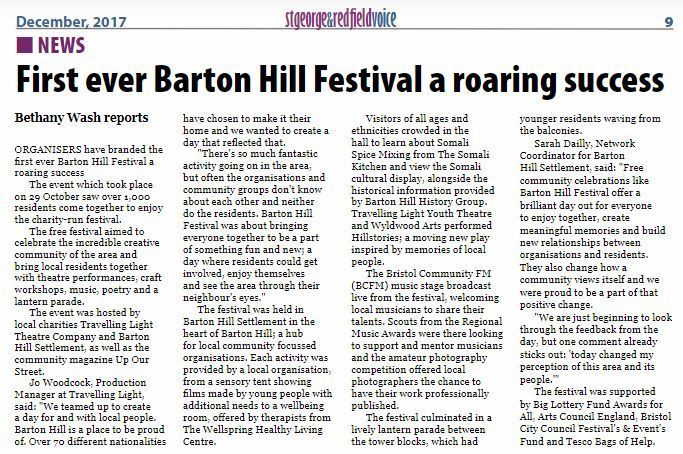 December, 2017
stgeorge&redfieldvoice
9
■ NEWS
First ever Barton Hill Festival a roaring success
Bethany Wash reports
ORGANISERS have branded the
first ever Barton Hill Festival a
roaring success
The event which took place
on 29 October saw over 1,000
residents come together to enjoy
the charity-run festival.
The free festival aimed to
celebrate the incredible creative
community of the area and
bring local residents together
with theatre performances, craft
workshops, music, poetry and a
lantern parade.
The event was hosted by
local charities Travelling Light
Theatre Company and Barton
Hill Settlement, as well as the
community magazine Up Our
Street.
Jo Woodcock, Production
Manager at Travelling Light,
said: "We teamed up to create
a day for and with local people.
Barton Hill is a place to be proud
of. Over 70 different nationalities
have chosen to make it their
home and we wanted to create a
day that reflected that.
"There's so much fantastic
activity going on in the area,
but often the organisations and
community groups don't know
about each other and neither
do the residents. Barton Hill
Festival was about bringing
everyone together to be a part
of something fun and new; a
day where residents could get
involved, enjoy themselves
and see the area through their
neighbour's eyes."
The festival was held in
Barton Hill Settlement in the
heart of Barton Hill; a hub
for local community focussed
organisations. Each activity was
provided by a local organisation,
from a sensory tent showing
films made by young people with
additional needs to a wellbeing
room, offered by therapists from
The Wellspring Healthy Living
Centre.
Visitors of all ages and
ethnicities crowded in the
hall to learn about Somali
Spice Mixing from The Somali
Kitchen and view the Somali
cultural display, alongside the
historical information provided
by Barton Hill History Group.
Travelling Light Youth Theatre
and Wyldwood Arts performed
Hillstories; a moving new play
inspired by memories of local
people.
The Bristol Community FM
(BCFM) music stage broadcast
live from the festival, welcoming
local musicians to share their
talents. Scouts from the Regional
Music Awards were there looking
to support and mentor musicians
and the amateur photography
competition offered local
photographers the chance to
have their work professionally
published.
The festival culminated in a
lively lantern parade between
the tower blocks, which had
younger residents waving from
the balconies.
Sarah Dailly, Network
Coordinator for Barton
Hill Settlement, said: "Free
community celebrations like
Barton Hill Festival offer a
brilliant day out for everyone
to enjoy together, create
meaningful memories and build
new relationships between
organisations and residents.
They also change how a
community views itself and we
were proud to be a part of that
positive change.
"We are just beginning to look
through the feedback from the
day, but one comment already
sticks out: 'today changed my
perception of this area and its
people.'"
The festival was supported
by Big Lottery Fund Awards for
All, Arts Council England, Bristol
City Council Festival's & Event's
Fund and Tesco Bags of Help.